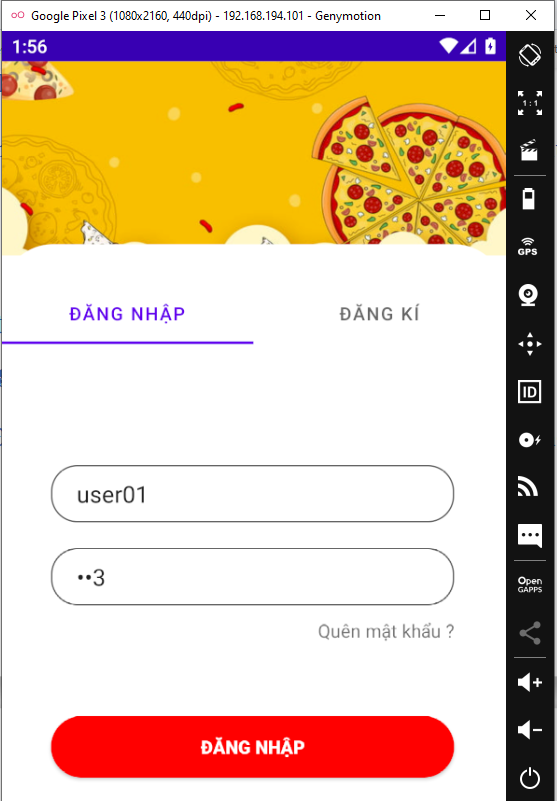 Google Pixel 3 (1080x2160, 440dpi) - 192.168.194.101 - Genymotion
1:56
1 : 1
GPS
ĐĂNG NHẬP
ĐĂNG KÍ
ID
user01
••3
Open
GAPPS
Quên mật khẩu ?
ĐĂNG NHẬP